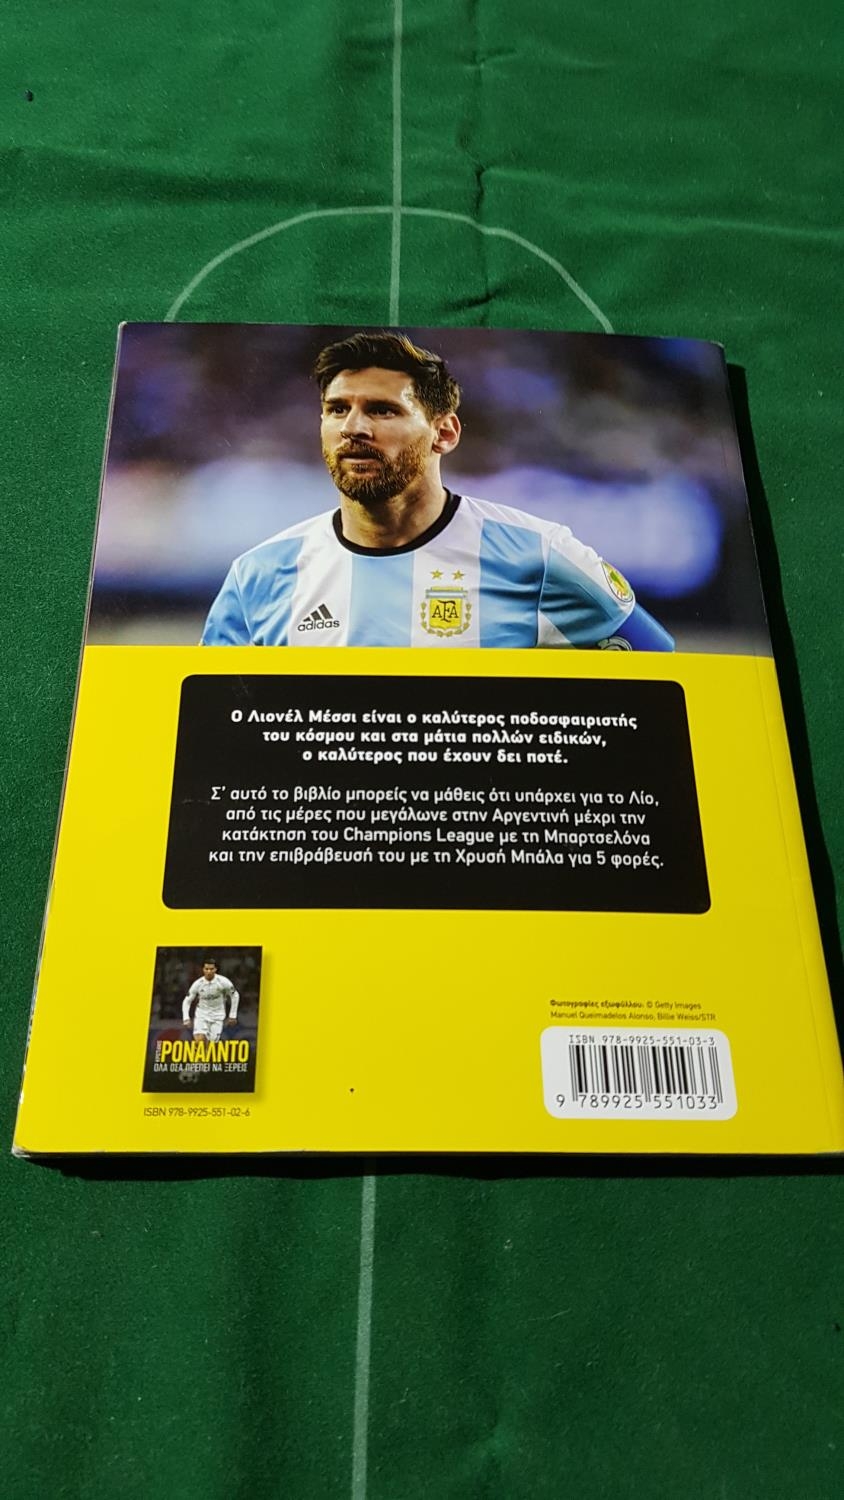 adidas
AFA
Ο Λιονέλ Μέσσι είναι ο καλύτερος ποδοσφαιριστής
του κόσμου και στα μάτια πολλών ειδικών,
ο καλύτερος που έχουν δει ποτέ.
Σ' αυτό το βιβλίο μπορείς να μάθεις ότι υπάρχει για το Λίο,
από τις μέρες που μεγάλωνε στην Αργεντινή μέχρι την
κατάκτηση του Champions League με τη Μπαρτσελόνα
και την επιβράβευσή του με τη Χρυσή Μπάλα για 5 φορές.
ΚΡΙΣΤΙΑΝΟ
ΡΟΝΑΛΝΤΟ
ΟΛΑ ΟΣΑ ΠΡΕΠΕΙ ΝΑ ΞΕΡΕΙΣ
ISBN 978-9925-551-02-6
Φωτογραφίες εξωφύλλου: © Getty Images
Manuel Queimadelos Alonso, Billie Weiss/STR
ISBN 978-9925-551-03-3
9 789925 551033